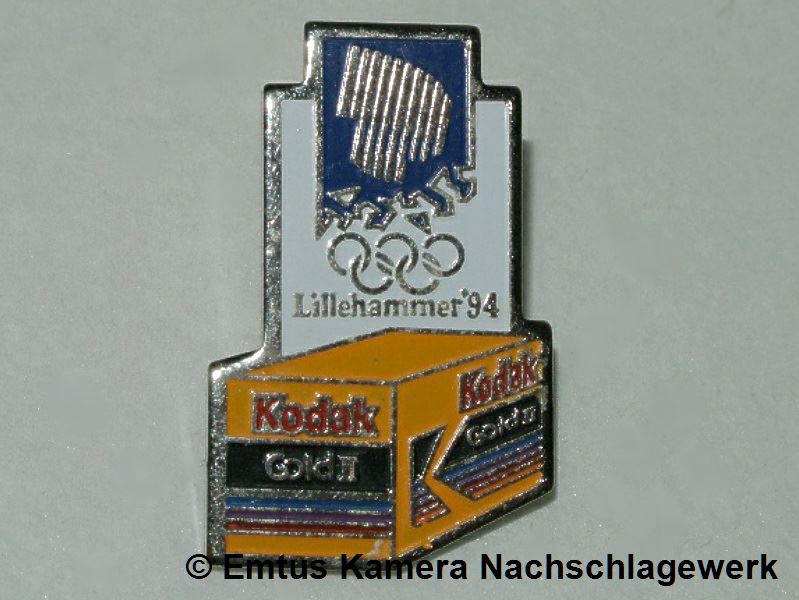 Lillehammer'94
Kodak
Gold II
Kodak
Gold II
© Emtus Kamera Nachschlagewerk